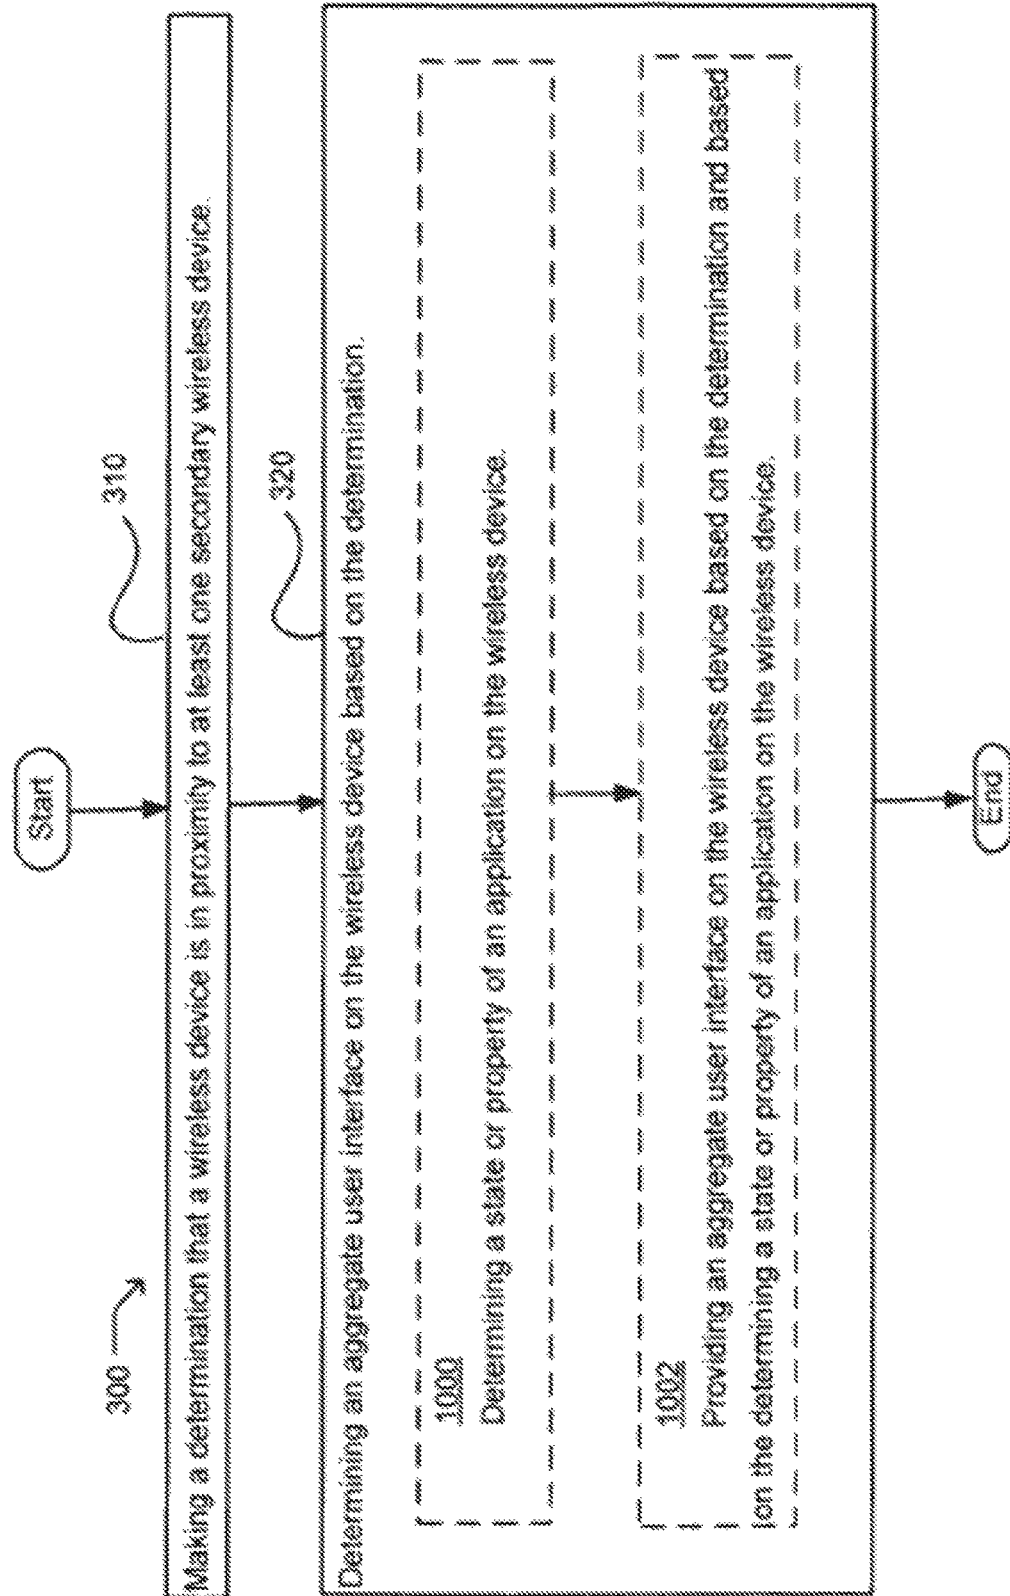 300
Start
310
Making a determination that a wireless device is in proximity to at least one secondary wireless device.
320
Determining an aggregate user interface on the wireless device based on the determination.
1000
Determining a state or property of an application on the wireless device.
1002
Providing an aggregate user interface on the wireless device based on the determination and based
on the determining a state or property of an application on the wireless device.
End